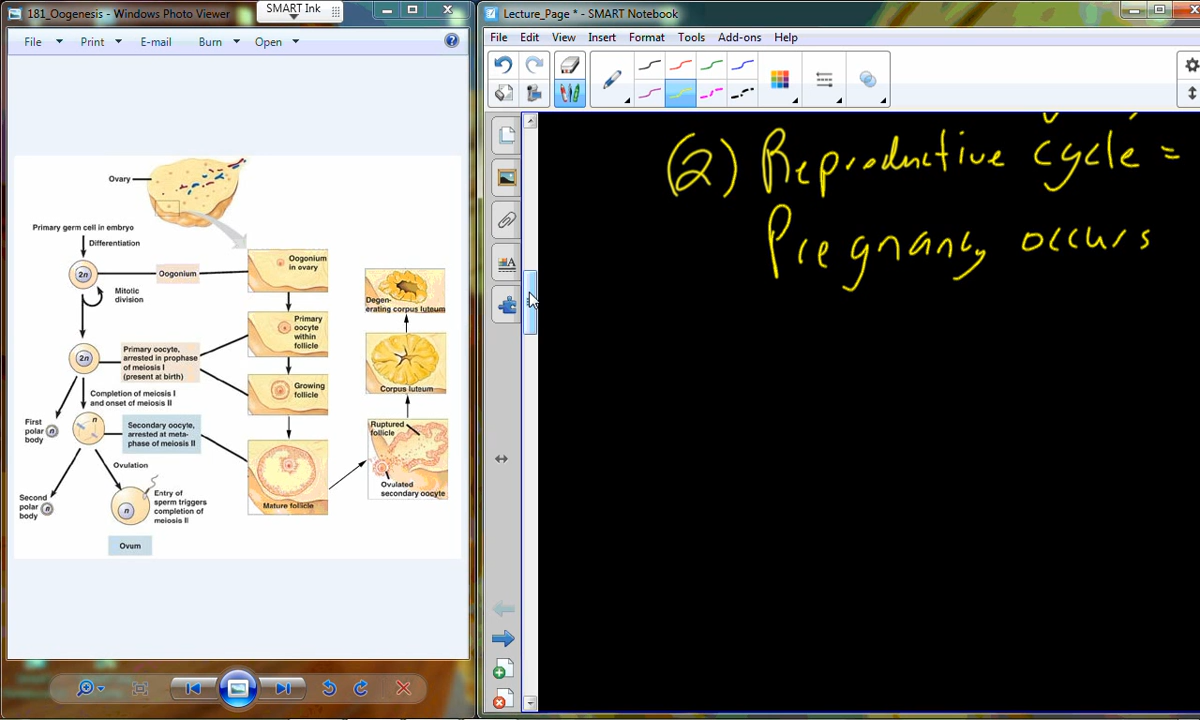 181_Oogenesis - Windows Photo Viewer
SMART Ink
File Print E-mail Burn Open
Ovary
Primary germ cell in embryo
Differentiation
2n
Oogonium
Mitotic
division
2n
Primary oocyte,
arrested in prophase
of meiosis I
(present at birth)
Completion of meiosis I
and onset of meiosis II
First
polar
body
n
n
Secondary oocyte,
arrested at meta-
phase of meiosis II
Ovulation
Second
polar
body
n
n
Entry of
sperm triggers
completion of
meiosis II
Ovum
Oogonium
in ovary
Primary
oocyte
within
follicle
Growing
follicle
Mature follicle
Degen-
erating corpus luteum
Corpus luteum
Ruptured
follicle
Ovulated
secondary oocyte
Lecture_Page * - SMART Notebook
File Edit View Insert Format Tools Add-ons Help
(2) Reproductive cycle =
Pregnancy occurs